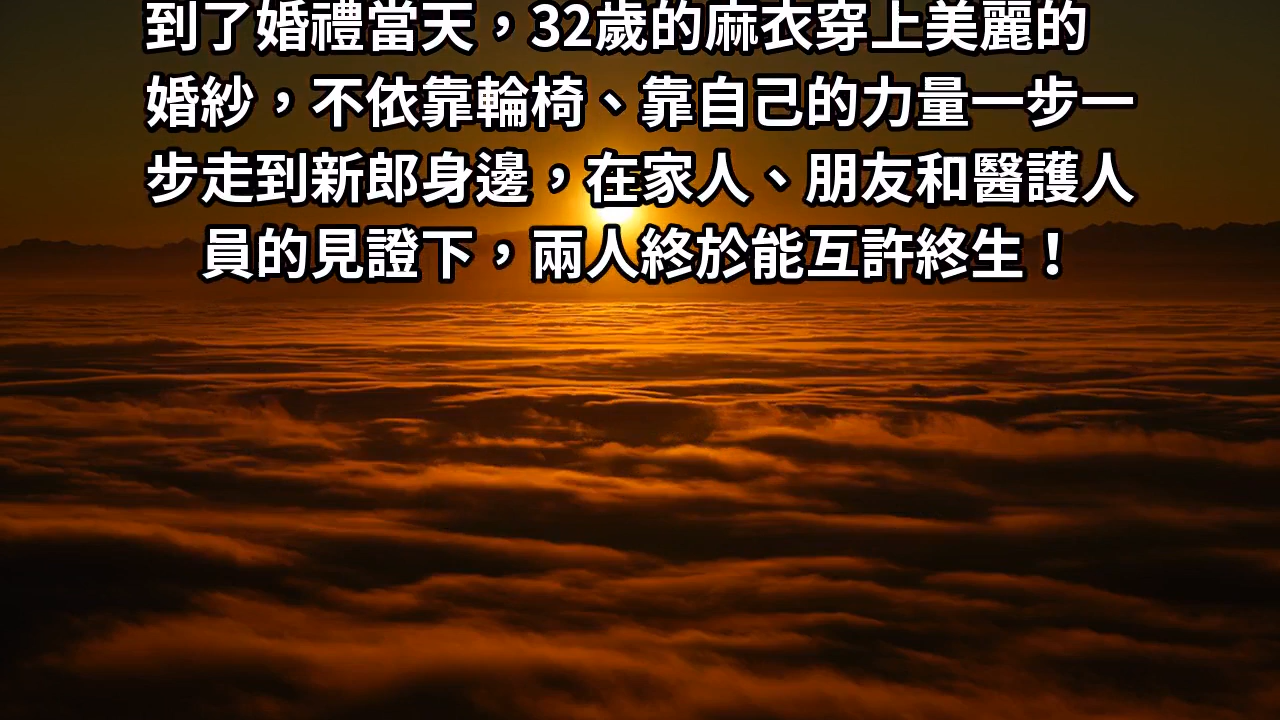 到了婚禮當天，32歲的麻衣穿上美麗的
婚紗，不依靠輪椅、靠自己的力量一步一
步走到新郎身邊，在家人、朋友和醫護人
員的見證下，兩人終於能互許終生！